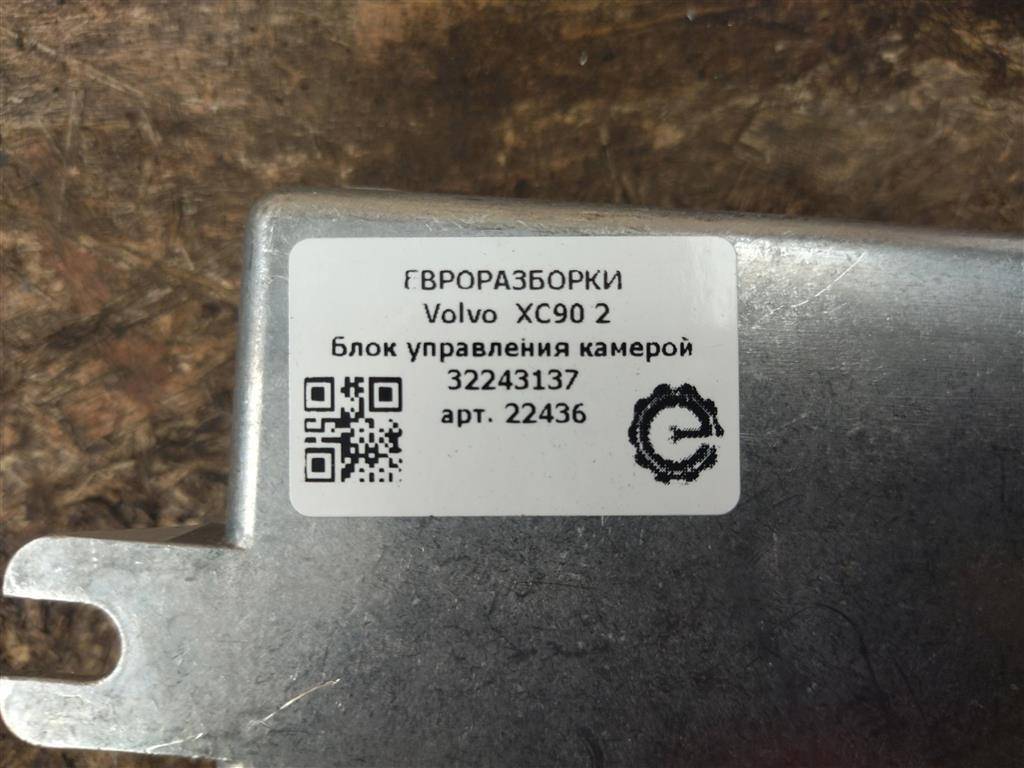 ЕВРОРАЗБОРКИ
Volvo XC90 2
блок управления камерой
32243137
арт. 22436